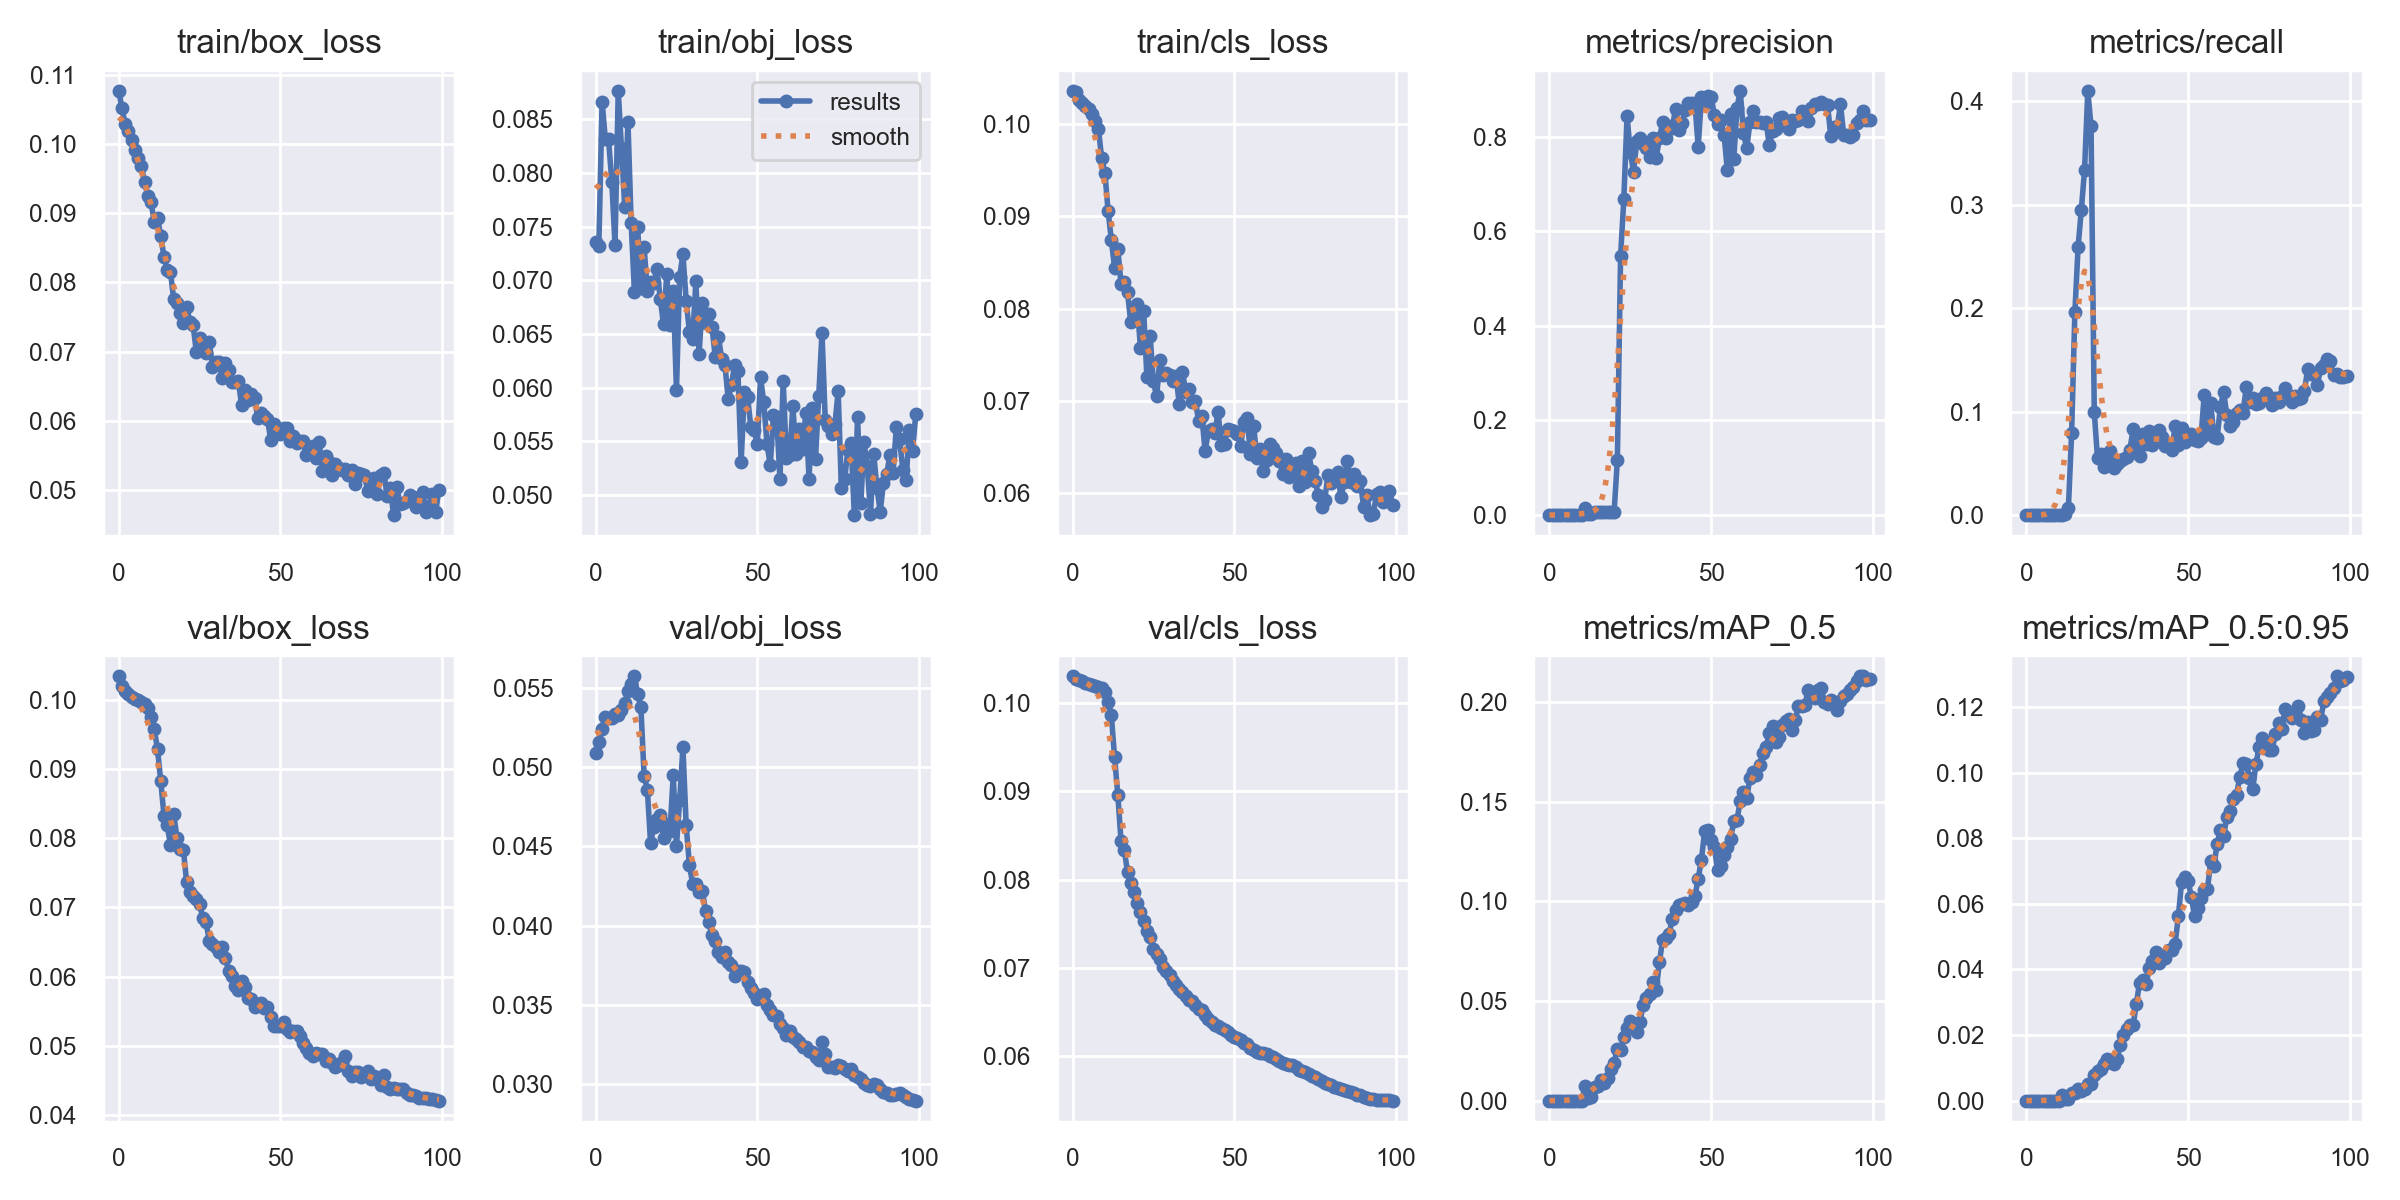 train/box_loss
0.11
0.10
0.09
0.08
0.07
0.06
0.05
0 50 100
train/obj_loss
results
smooth
0.085
0.080
0.075
0.070
0.065
0.060
0.055
0.050
0 50 100
train/cls_loss
0.10
0.09
0.08
0.07
0.06
0 50 100
metrics/precision
0.8
0.6
0.4
0.2
0.0
0 50 100
metrics/recall
0.4
0.3
0.2
0.1
0.0
0 50 100
val/box_loss
0.10
0.09
0.08
0.07
0.06
0.05
0.04
0 50 100
val/obj_loss
0.055
0.050
0.045
0.040
0.035
0.030
0 50 100
val/cls_loss
0.10
0.09
0.08
0.07
0.06
0 50 100
metrics/mAP_0.5
0.20
0.15
0.10
0.05
0.00
0 50 100
metrics/mAP_0.5:0.95
0.12
0.10
0.08
0.06
0.04
0.02
0.00
0 50 100